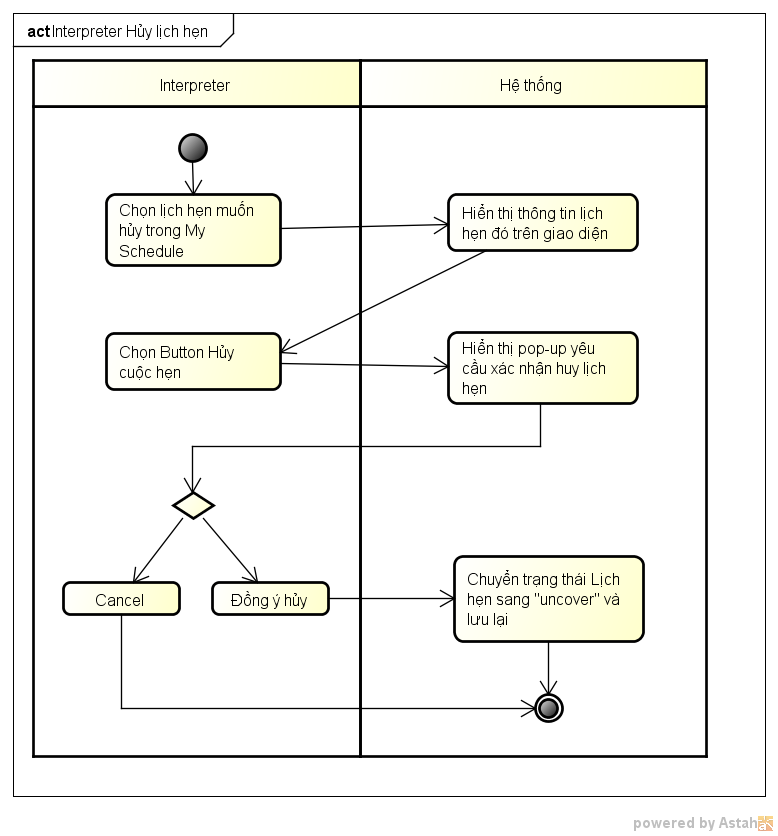 act Interpreter Hủy lịch hẹn
Interpreter
Hệ thống
Chọn lịch hẹn muốn
hủy trong My
Schedule
Hiển thị thông tin lịch
hẹn đó trên giao diện
Chọn Button Hủy
cuộc hẹn
Hiển thị pop-up yêu
cầu xác nhận huy lịch
hẹn
Cancel
Đồng ý hủy
Chuyển trạng thái Lịch
hẹn sang "uncover" và
lưu lại
powered by Astah